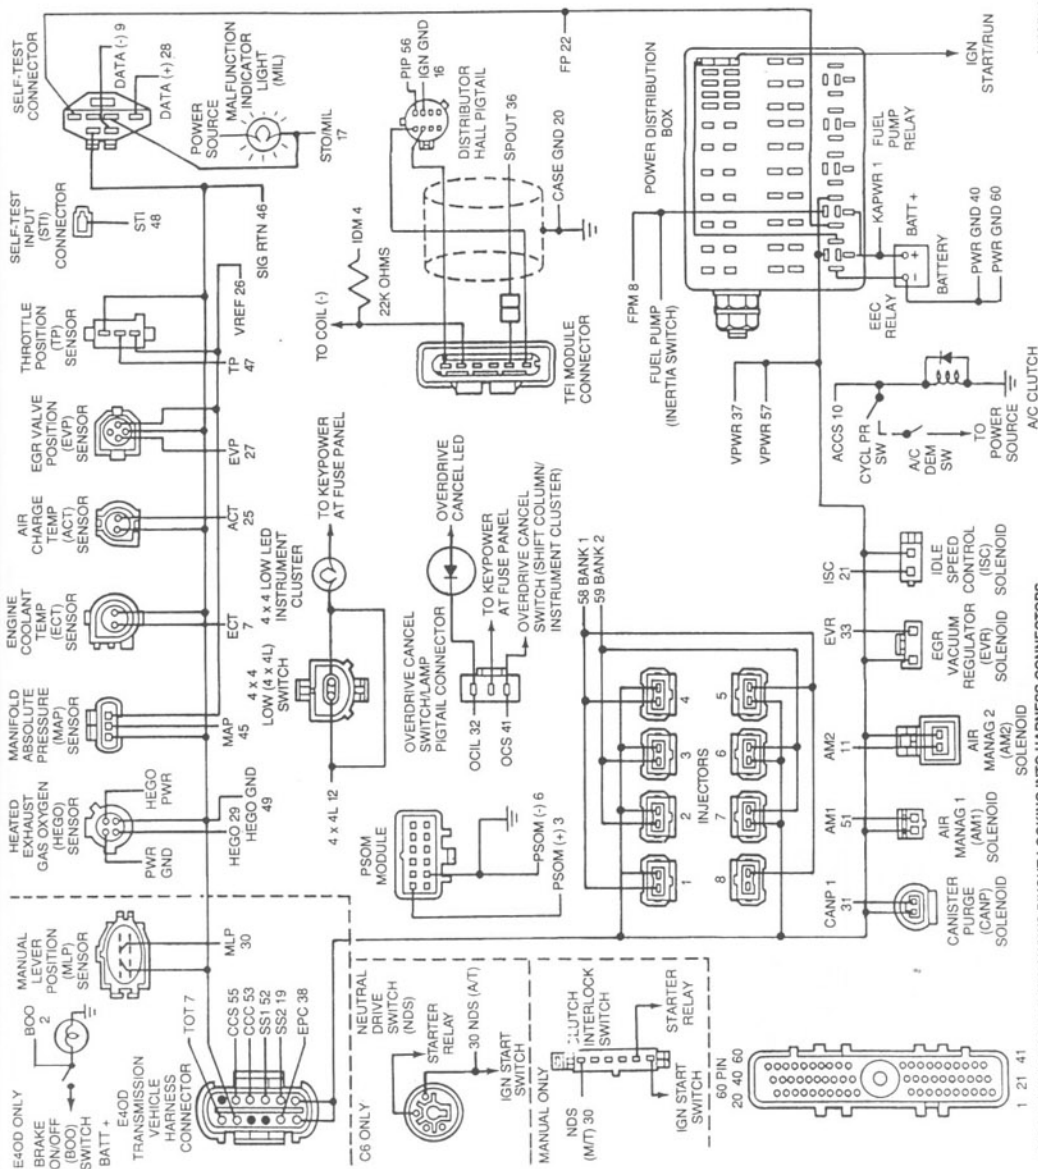 E4OD ONLY
BRAKE
ON/OFF
(BOO)
SWITCH
BATT +
BOO
2
MANUAL
LEVER
POSITION
(MLP)
SENSOR
MLP
30
E4OD
TRANSMISSION
VEHICLE
HARNESS
CONNECTOR
TOT 7
CCS 55
CCC 53
SS1 52
SS2 19
EPC 38
HEATED
EXHAUST
GAS OXYGEN
(HEGO)
SENSOR
PWR
GND
HEGO
PWR
HEGO 29
HEGO GND
49
MANIFOLD
ABSOLUTE
PRESSURE
(MAP)
SENSOR
MAP
45
ENGINE
COOLANT
TEMP
(ECT)
SENSOR
ECT
7
AIR
CHARGE
TEMP
(ACT)
SENSOR
ACT
25
EGR VALVE
POSITION
(EVP)
SENSOR
EVP
27
THROTTLE
POSITION
(TP)
SENSOR
TP
47
VREF 26
SIG RTN 46
SELF-TEST
INPUT
(STI)
CONNECTOR
STI
48
SELF-TEST
CONNECTOR
DATA (-) 9
DATA (+) 28
POWER
SOURCE
MALFUNCTION
INDICATOR
LIGHT
(MIL)
STO/MIL
17
C6 ONLY
NEUTRAL
DRIVE
SWITCH
(NDS)
STARTER
RELAY
30 NDS (A/T)
IGN START
SWITCH
4 x 4L 12
4 x 4
LOW (4 x 4L)
SWITCH
4 x 4 LOW LED
INSTRUMENT
CLUSTER
TO KEYPOWER
AT FUSE PANEL
TO COIL (-)
IDM 4
22K OHMS
PIP 56
IGN GND
16
DISTRIBUTOR
HALL PIGTAIL
SPOUT 36
CASE GND 20
TFI MODULE
CONNECTOR
FP 22
PSOM
MODULE
PSOM (-) 6
PSOM (+) 3
OVERDRIVE CANCEL
SWITCH/LAMP
PIGTAIL CONNECTOR
OCIL 32
OCS 41
OVERDRIVE
CANCEL LED
TO KEYPOWER
AT FUSE PANEL
OVERDRIVE CANCEL
SWITCH (SHIFT COLUMN/
INSTRUMENT CLUSTER)
MANUAL ONLY
CLUTCH
INTERLOCK
SWITCH
NDS
(M/T) 30
STARTER
RELAY
IGN START
SWITCH
58 BANK 1
59 BANK 2
1
2
3
4
INJECTORS
8
7
6
5
FPM 8
FUEL PUMP
(INERTIA SWITCH)
VPWR 37
VPWR 57
POWER DISTRIBUTION
BOX
IGN
START/RUN
FUEL
PUMP
RELAY
KAPWR 1
BATT +
BATTERY
EEC
RELAY
PWR GND 40
PWR GND 60
60 PIN
20 40 60
1 21 41
CANP 1
31
CANISTER
PURGE
(CANP)
SOLENOID
AM1
51
AIR
MANAG 1
(AM1)
SOLENOID
AM2
11
AIR
MANAG 2
(AM2)
SOLENOID
EVR
33
EGR
VACUUM
REGULATOR
(EVR)
SOLENOID
ISC
21
IDLE
SPEED
CONTROL
(ISC)
SOLENOID
ACCS 10
CYCL PR
SW
A/C
DEM
SW
TO
POWER
SOURCE
A/C CLUTCH